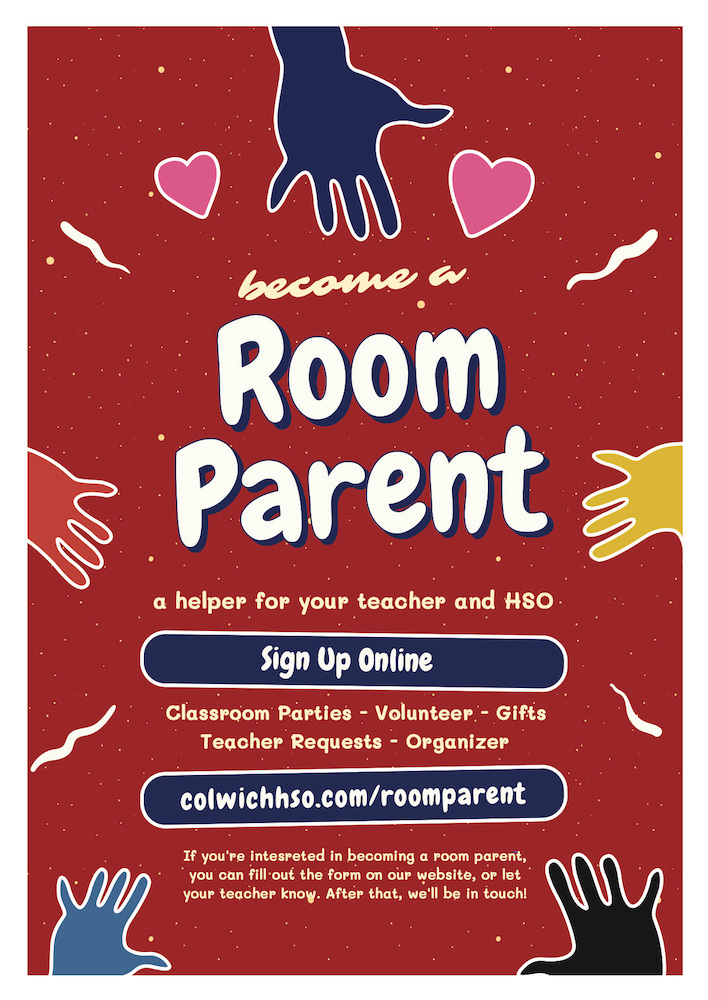 become a
Room
Parent
a helper for your teacher and HSO
Sign Up Online
Classroom Parties - Volunteer - Gifts
Teacher Requests - Organizer
colwichhso.com/roomparent
If you're intesreted in becoming a room parent,
you can fill out the form on our website, or let
your teacher know. After that, we'll be in touch!